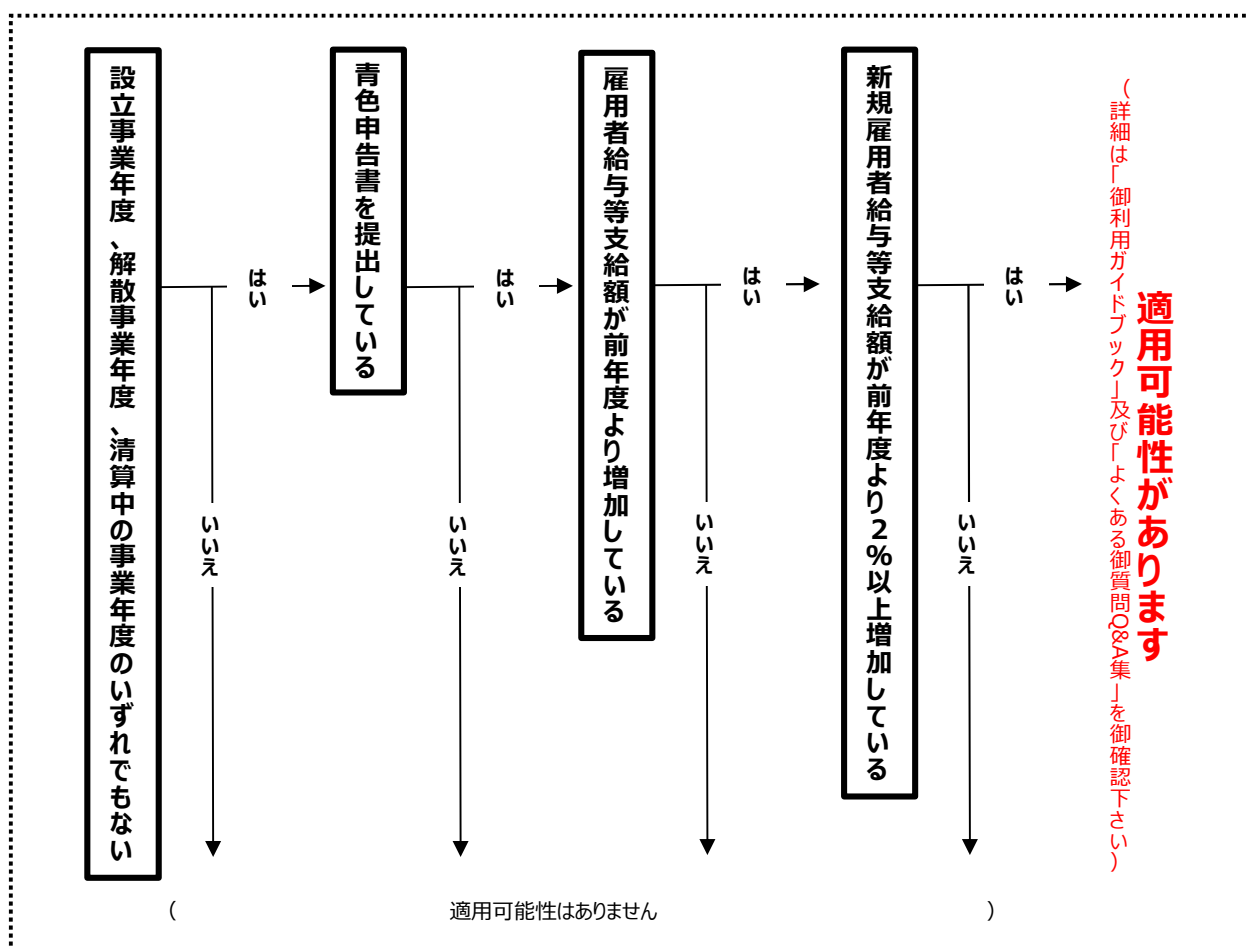 設立事業年度、解散事業年度、清算中の事業年度のいずれでもない
はい
いいえ
青色申告書を提出している
はい
いいえ
雇用者給与等支給額が前年度より増加している
はい
いいえ
新規雇用者給与等支給額が前年度より2%以上増加している
はい
いいえ
適用可能性があります
(詳細は「御利用ガイドブック」及び「よくある御質問Q&A集」を御確認下さい)
( 適用可能性はありません )